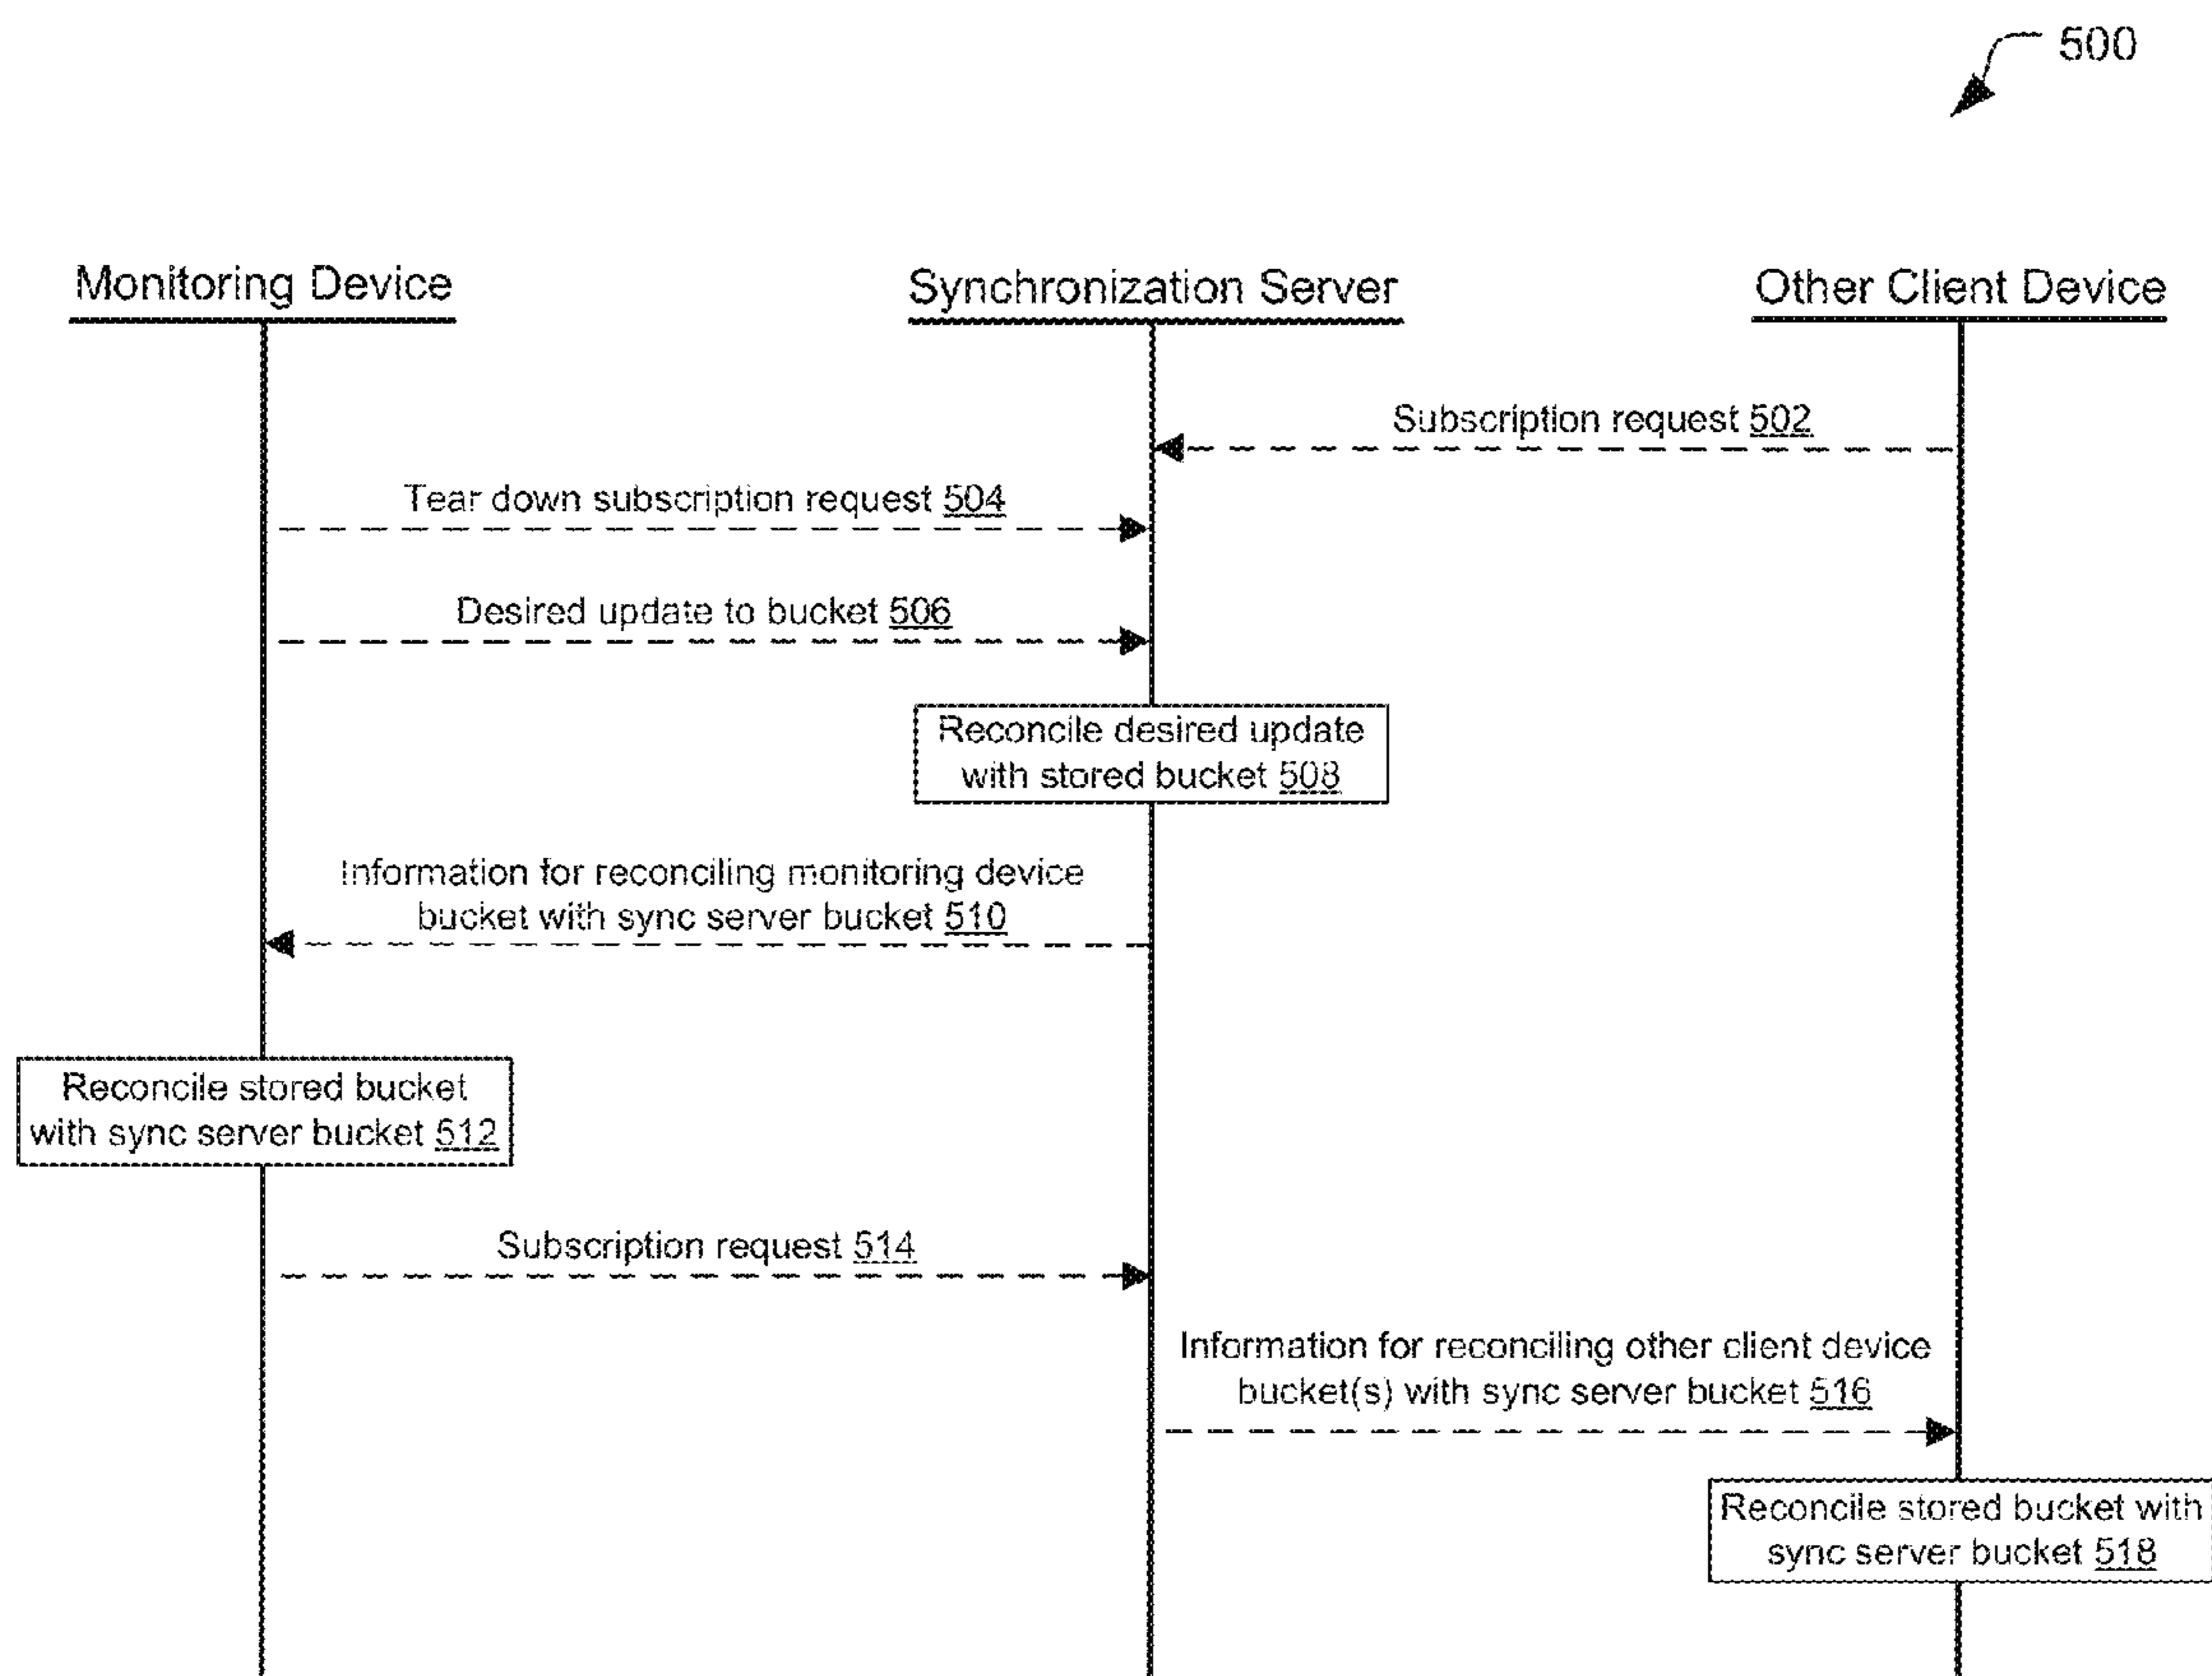 500
Monitoring Device
Synchronization Server
Other Client Device
Subscription request 502
Tear down subscription request 504
Desired update to bucket 506
Reconcile desired update
with stored bucket 508
Information for reconciling monitoring device
bucket with sync server bucket 510
Reconcile stored bucket
with sync server bucket 512
Subscription request 514
Information for reconciling other client device
bucket(s) with sync server bucket 516
Reconcile stored bucket with
sync server bucket 518